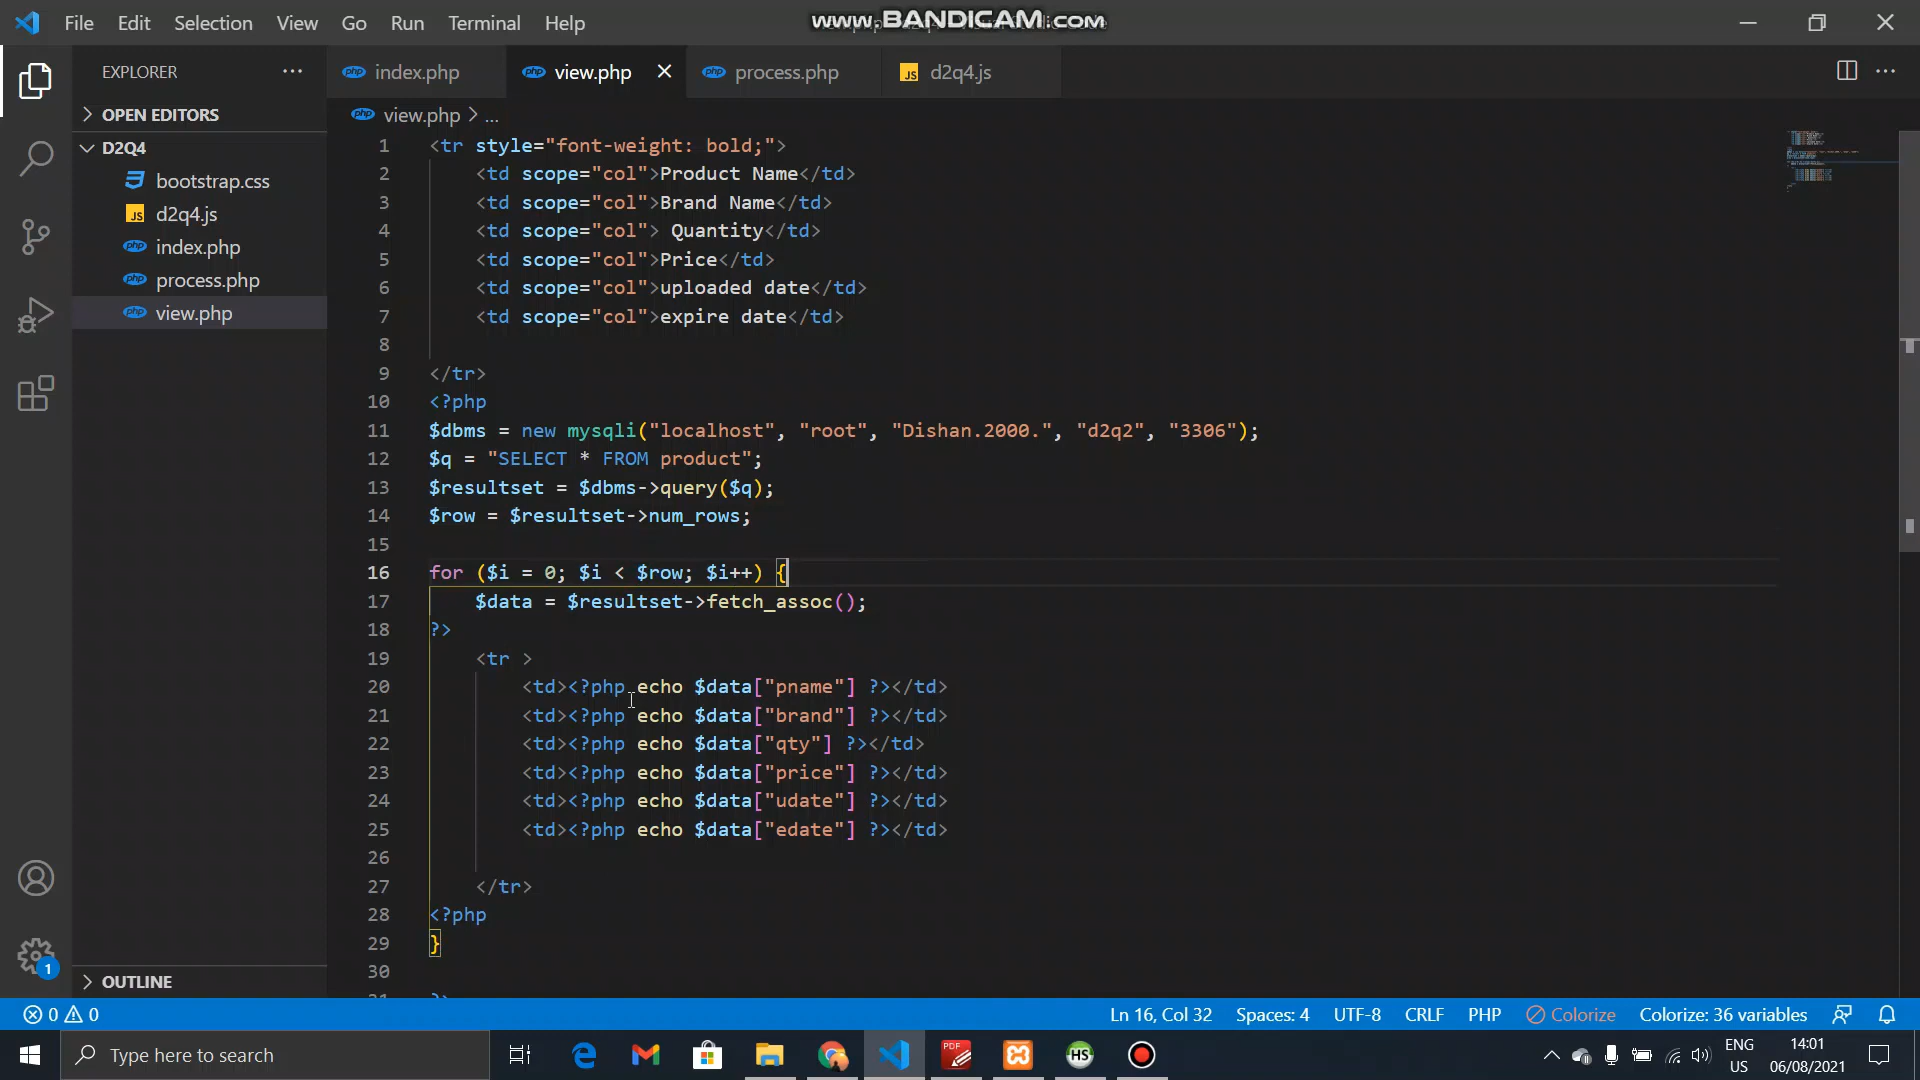 File Edit Selection View Go Run Terminal Help
www.BANDICAM.com
EXPLORER
index.php
view.php
process.php
JS d2q4.js
OPEN EDITORS
D2Q4
bootstrap.css
JS d2q4.js
index.php
process.php
view.php
OUTLINE
view.php > ...
1 <tr style="font-weight: bold;">
2 <td scope="col">Product Name</td>
3 <td scope="col">Brand Name</td>
4 <td scope="col"> Quantity</td>
5 <td scope="col">Price</td>
6 <td scope="col">uploaded date</td>
7 <td scope="col">expire date</td>
8
9 </tr>
10 <?php
11 $dbms = new mysqli("localhost", "root", "Dishan.2000.", "d2q2", "3306");
12 $q = "SELECT * FROM product";
13 $resultset = $dbms->query($q);
14 $row = $resultset->num_rows;
15
16 for ($i = 0; $i < $row; $i++) {
17 $data = $resultset->fetch_assoc();
18 ?>
19 <tr >
20 <td><?php echo $data["pname"] ?></td>
21 <td><?php echo $data["brand"] ?></td>
22 <td><?php echo $data["qty"] ?></td>
23 <td><?php echo $data["price"] ?></td>
24 <td><?php echo $data["udate"] ?></td>
25 <td><?php echo $data["edate"] ?></td>
26
27 </tr>
28 <?php
29 }
30
1
0 0
Ln 16, Col 32 Spaces: 4 UTF-8 CRLF PHP Colorize Colorize: 36 variables
Type here to search
PDF
HS
ENG
US
14:01
06/08/2021